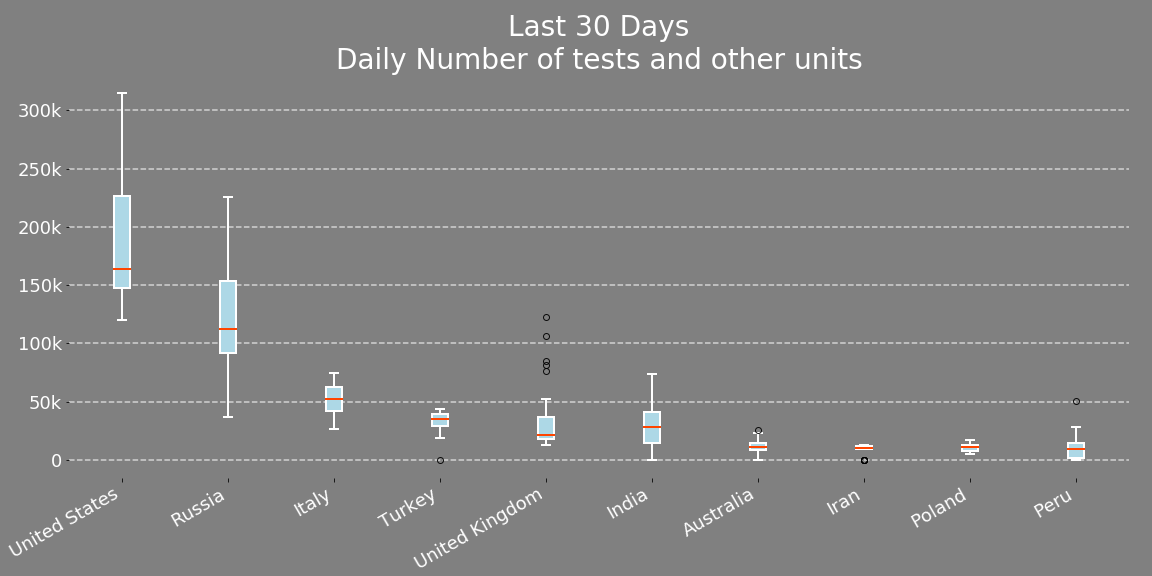 Last 30 Days
Daily Number of tests and other units
300k
250k
200k
150k
100k
50k
0
United States
Russia
Italy
Turkey
United Kingdom
India
Australia
Iran
Poland
Peru